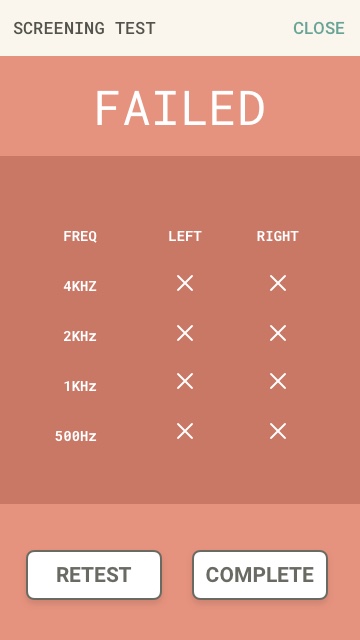 SCREENING TEST CLOSE
FAILED
FREQ LEFT RIGHT
4KHZ
2KHz
1KHz
500Hz
RETEST COMPLETE